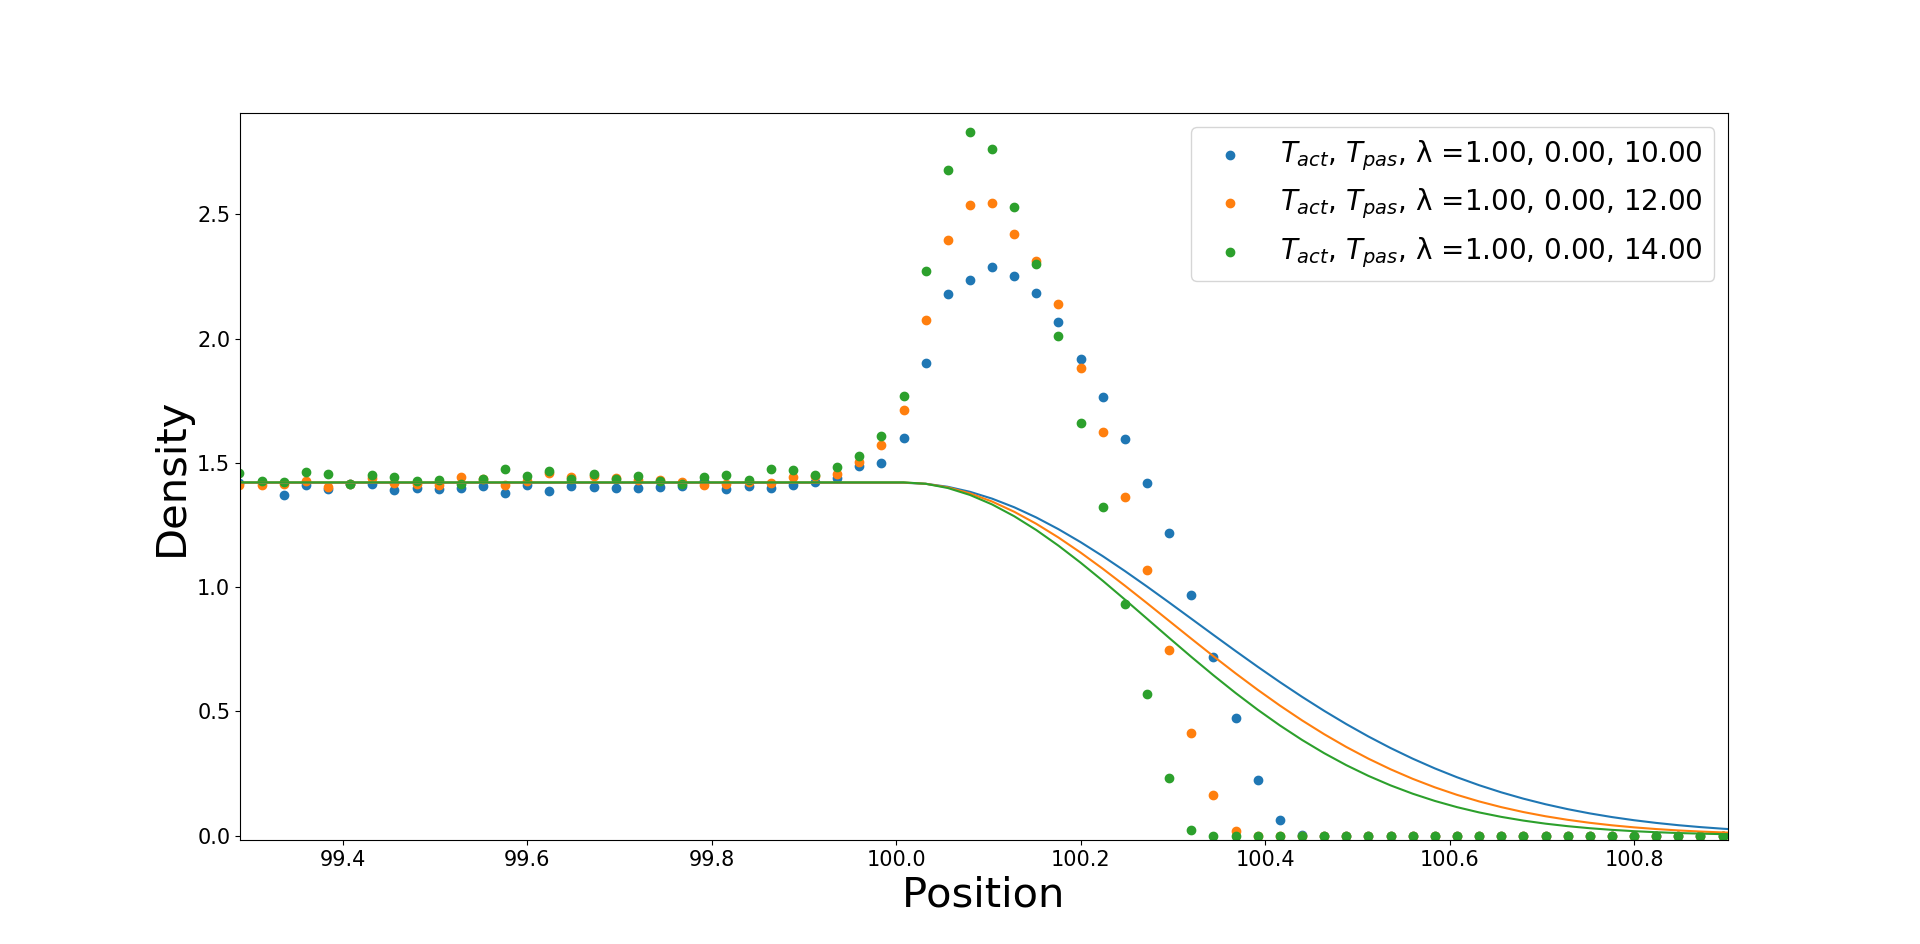 T_act, T_pas, λ =1.00, 0.00, 10.00
T_act, T_pas, λ =1.00, 0.00, 12.00
T_act, T_pas, λ =1.00, 0.00, 14.00
Density
2.5
2.0
1.5
1.0
0.5
0.0
99.4 99.6 99.8 100.0 100.2 100.4 100.6 100.8
Position